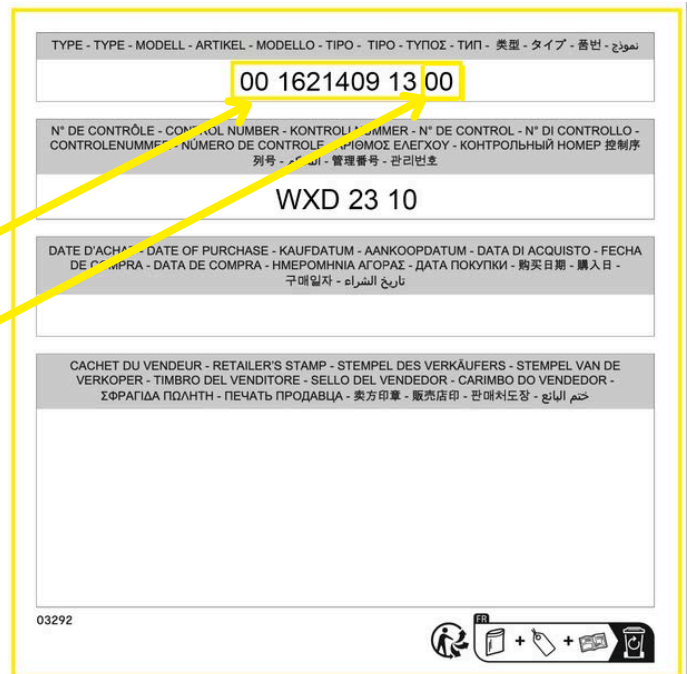 TYPE - TYPE - MODELL - ARTIKEL - MODELLO - TIPO - TIPO - ΤΥΠΟΣ - ТИП - 类型 - タイプ - 품번 - نموذج
00 1621409 13 00
N° DE CONTRÔLE - CONTROL NUMBER - KONTROLLNUMMER - N° DE CONTROL - N° DI CONTROLLO -
CONTROLENUMMER - NÚMERO DE CONTROLE - ΑΡΙΘΜΟΣ ΕΛΕΓΧΟΥ - КОНТРОЛЬНЫЙ НОМЕР 控制序
列号 - - 管理番号 - 관리번호
WXD 23 10
DATE D'ACHAT - DATE OF PURCHASE - KAUFDATUM - AANKOOPDATUM - DATA DI ACQUISTO - FECHA
DE COMPRA - DATA DE COMPRA - ΗΜΕΡΟΜΗΝΙΑ ΑΓΟΡΑΣ - ДАТА ПОКУПКИ - 购买日期 - 購入日 -
구매일자 - تاريخ الشراء
CACHET DU VENDEUR - RETAILER'S STAMP - STEMPEL DES VERKÄUFERS - STEMPEL VAN DE
VERKOPER - TIMBRO DEL VENDITORE - SELLO DEL VENDEDOR - CARIMBO DO VENDEDOR -
ΣΦΡΑΓΙΔΑ ΠΩΛΗΤΗ - ПЕЧАТЬ ПРОДАВЦА - 卖方印章 - 販売店印 - 판매처도장 - ختم البائع
03292
FR